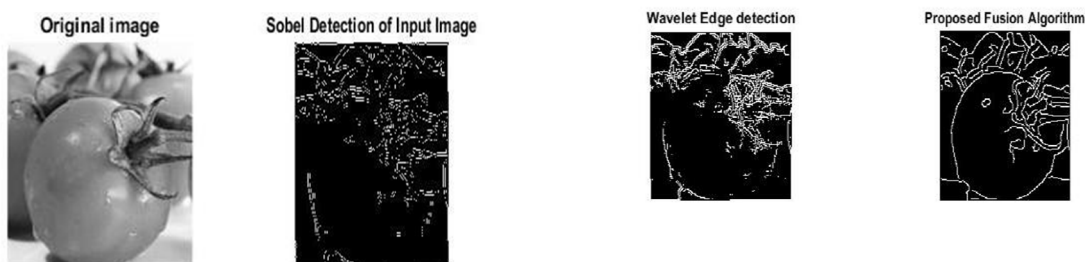 Original image
Sobel Detection of Input Image
Wavelet Edge detection
Proposed Fusion Algorithm